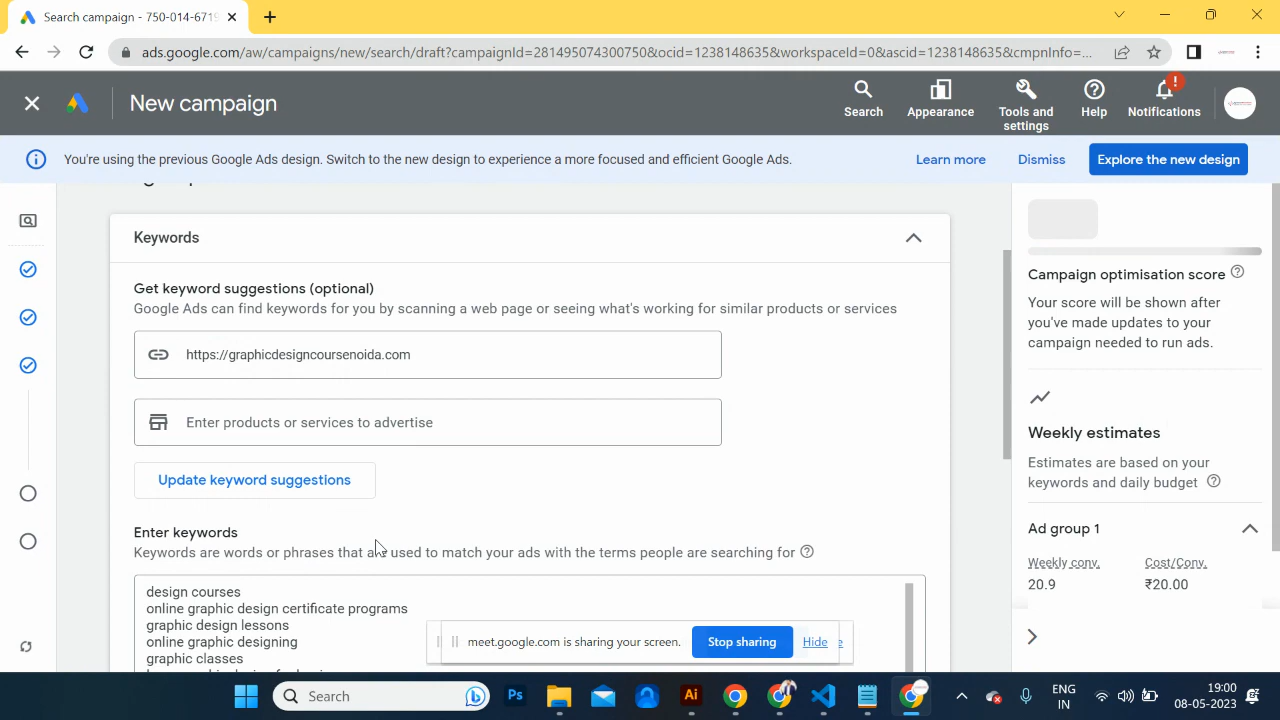 Search campaign - 750-014-6719
ads.google.com/aw/campaigns/new/search/draft?campaignId=281495074300750&ocid=1238148635&workspaceId=0&ascid=1238148635&cmpnInfo=...
New campaign
Search
Appearance
Tools and settings
Help
Notifications
You're using the previous Google Ads design. Switch to the new design to experience a more focused and efficient Google Ads.
Learn more
Dismiss
Explore the new design
Keywords
Get keyword suggestions (optional)
Google Ads can find keywords for you by scanning a web page or seeing what's working for similar products or services
https://graphicdesigncoursenoida.com
Enter products or services to advertise
Update keyword suggestions
Enter keywords
Keywords are words or phrases that are used to match your ads with the terms people are searching for
design courses
online graphic design certificate programs
graphic design lessons
online graphic designing
graphic classes
Campaign optimisation score
Your score will be shown after
you've made updates to your
campaign needed to run ads.
Weekly estimates
Estimates are based on your
keywords and daily budget
Ad group 1
Weekly conv. Cost/Conv.
20.9 ₹20.00
meet.google.com is sharing your screen.
Stop sharing
Hide
Search
Ps
Ai
ENG
IN
19:00
08-05-2023